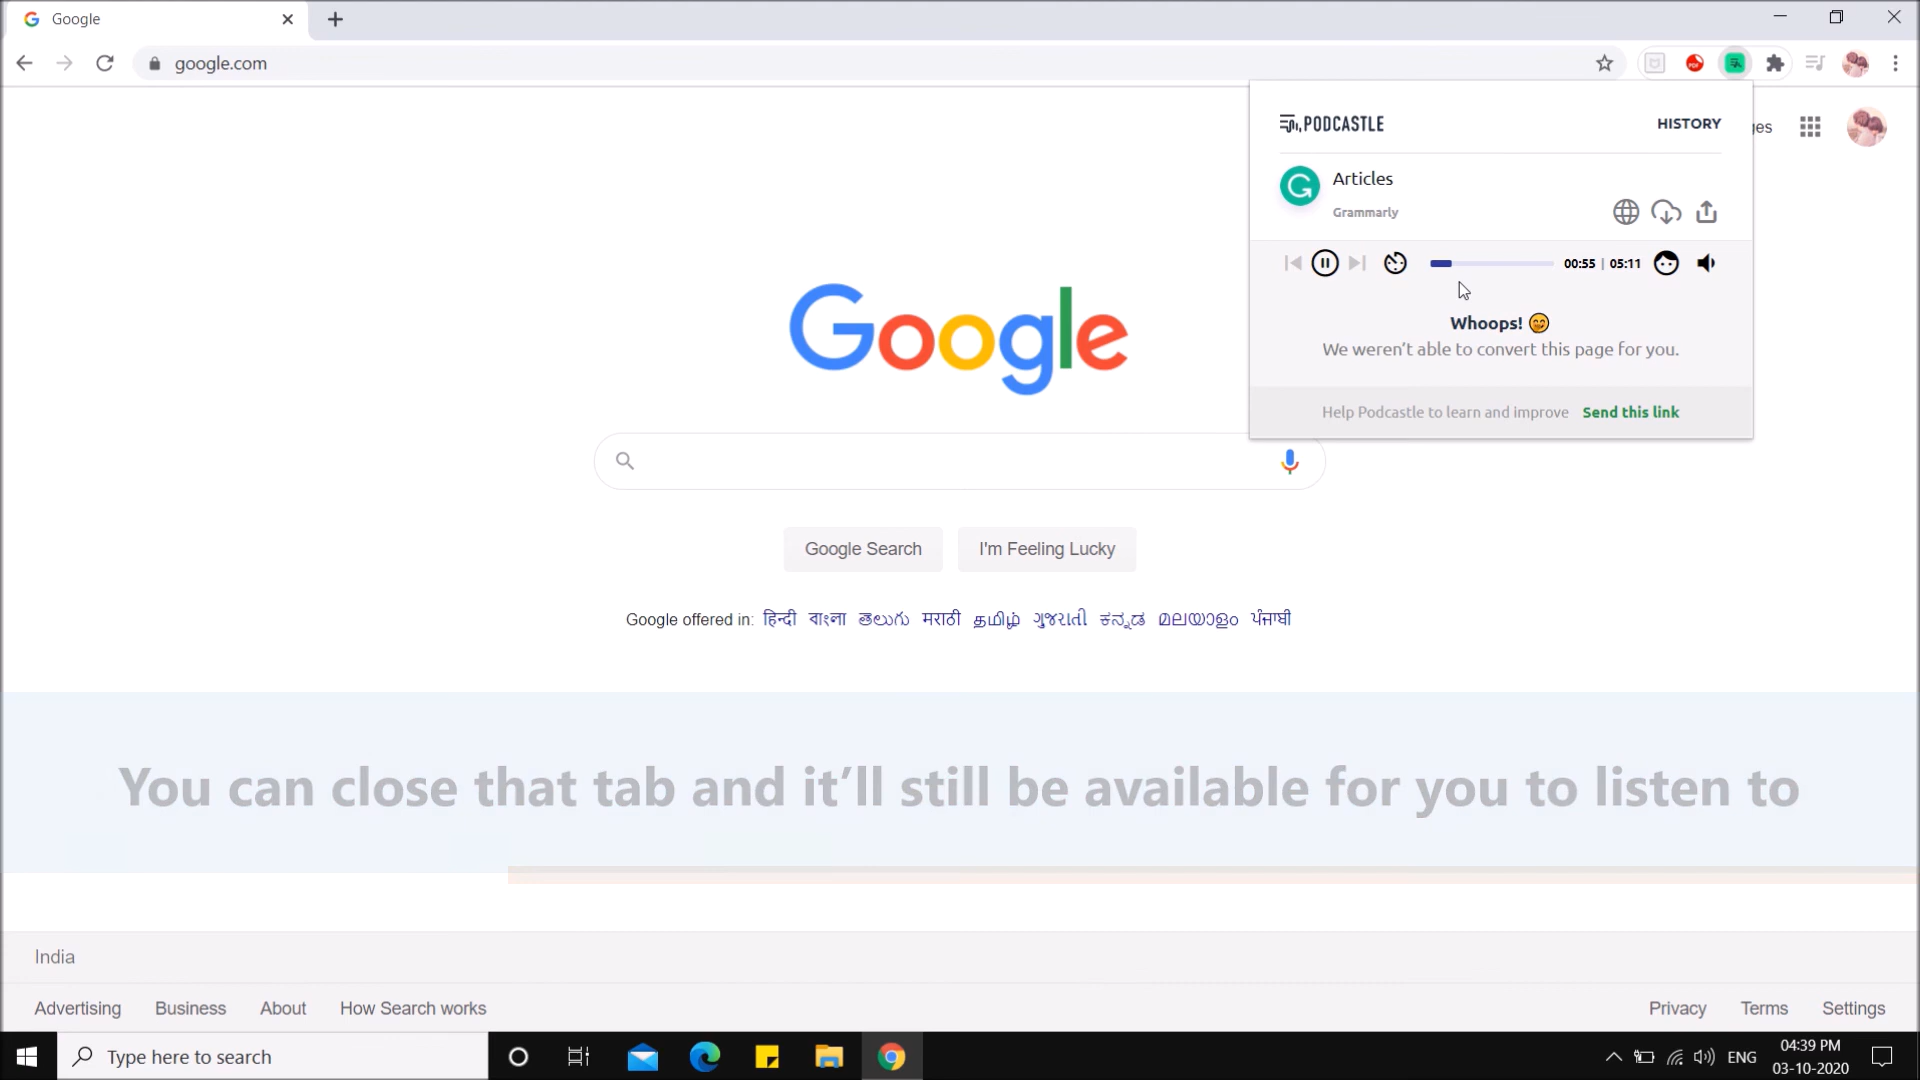 Google
google.com
PODCASTLE HISTORY
Articles
Grammarly
00:55 | 05:11
Whoops!
We weren't able to convert this page for you.
Help Podcastle to learn and improve Send this link
Google
Google Search I'm Feeling Lucky
Google offered in: हिन्दी বাংলা తెలుగు मराठी தமிழ் ગુજરાતી ಕನ್ನಡ മലയാളം ਪੰਜਾਬੀ
You can close that tab and it’ll still be available for you to listen to
India
Advertising Business About How Search works Privacy Terms Settings
Type here to search ENG 04:39 PM
03-10-2020